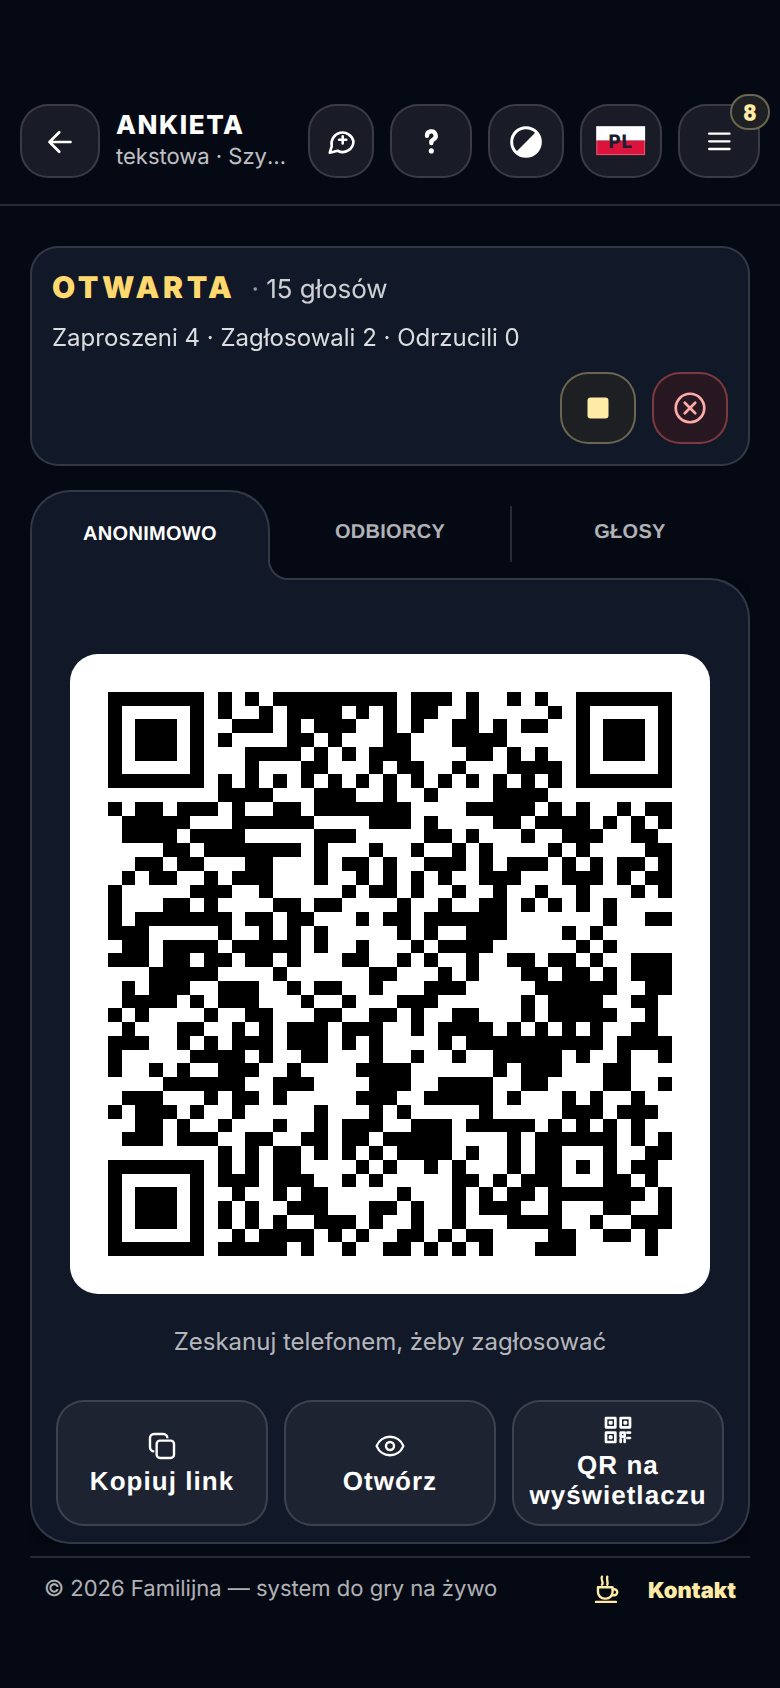 ANKIETA
tekstowa · Szy...
?
PL
8
OTWARTA · 15 głosów
Zaproszeni 4 · Zagłosowali 2 · Odrzucili 0
ANONIMOWO
ODBIORCY
GŁOSY
Zeskanuj telefonem, żeby zagłosować
Kopiuj link
Otwórz
QR na
wyświetlaczu
© 2026 Familijna — system do gry na żywo
Kontakt